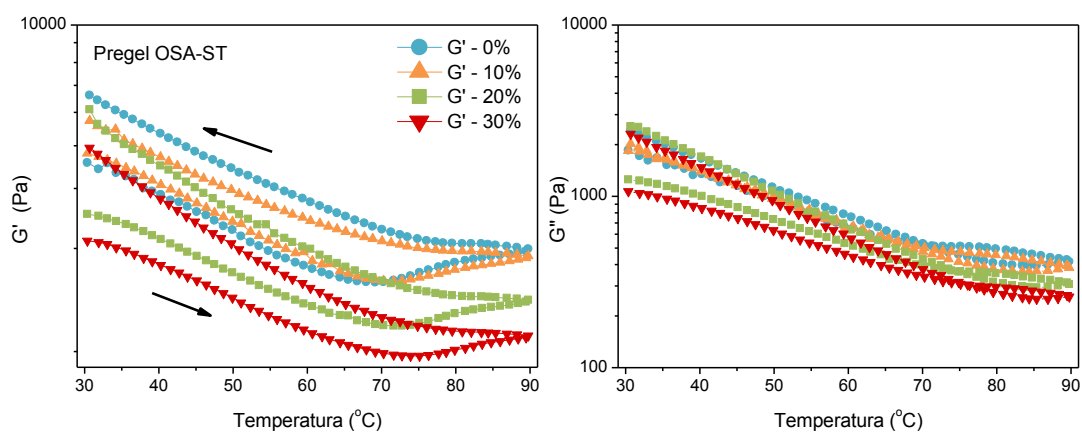 10000
Pregel OSA-ST
G' - 0%
G' - 10%
G' - 20%
G' - 30%
G' (Pa)
30 40 50 60 70 80 90
Temperatura (°C)
10000
1000
100
G'' (Pa)
30 40 50 60 70 80 90
Temperatura (°C)